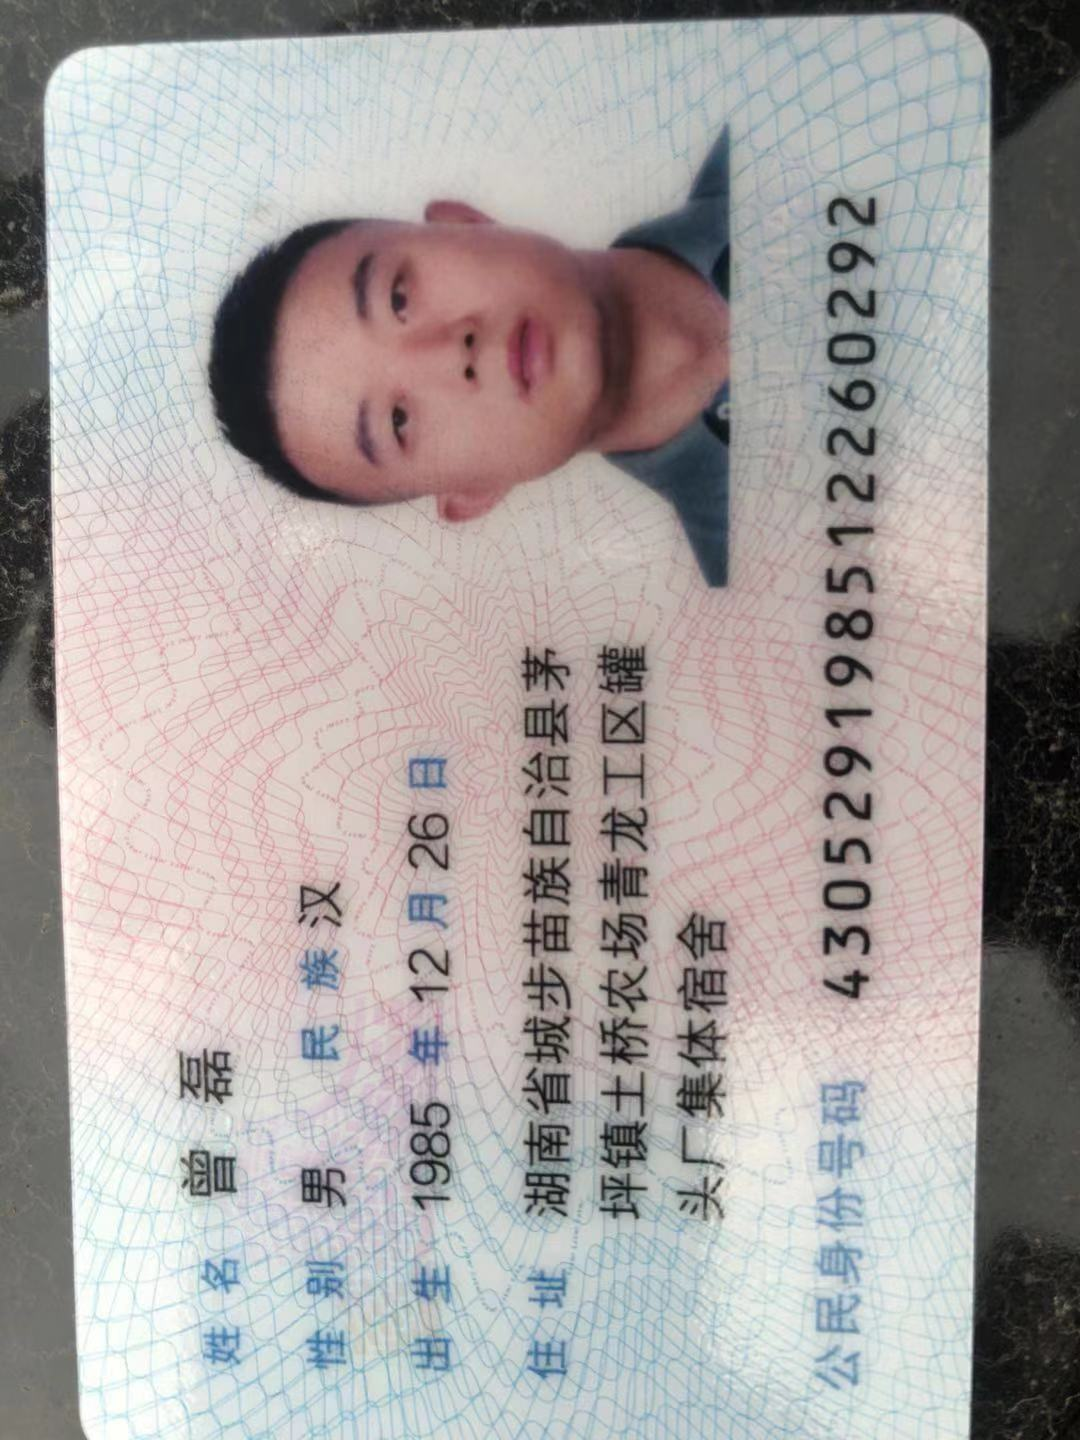 姓名 曾磊
性别 男 民族 汉
出生 1985 年 12 月 26 日
住址 湖南省城步苗族自治县茅
坪镇土桥农场青龙工区罐
头厂集体宿舍
公民身份号码 430529198512260292